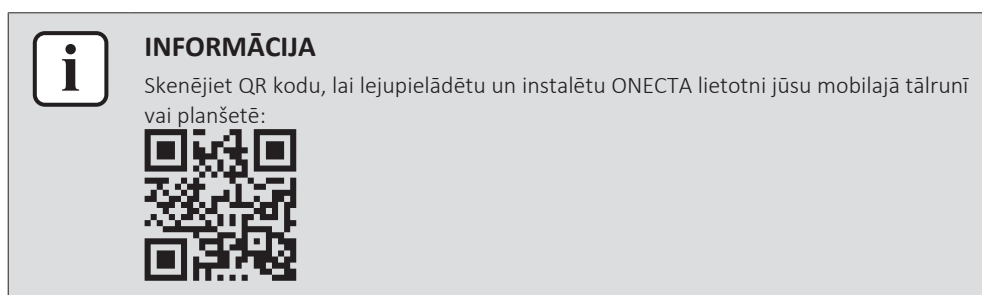 i
INFORMĀCIJA
Skenējiet QR kodu, lai lejupielādētu un instalētu ONECTA lietotni jūsu mobilajā tālrunī
vai planšetē: